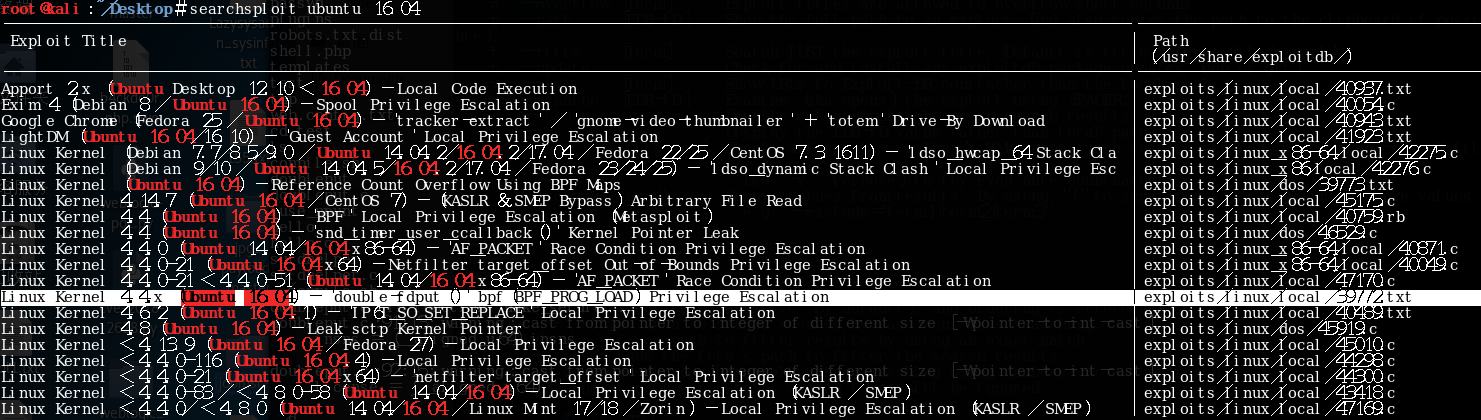 root@kali:~/Desktop# searchsploit ubuntu 16.04
Exploit Title
Path
(/usr/share/exploitdb/)
Apport 2.x (Ubuntu Desktop 12.10 < 16.04) - Local Code Execution
exploits/linux/local/40937.txt
Exim 4 (Debian 8 / Ubuntu 16.04) - Spool Privilege Escalation
exploits/linux/local/40054.c
Google Chrome (Fedora 25 / Ubuntu 16.04) - 'tracker-extract' / 'gnome-video-thumbnailer' + 'totem' Drive-By Download
exploits/linux/local/40943.txt
LightDM (Ubuntu 16.04/16.10) - 'Guest Account' Local Privilege Escalation
exploits/linux/local/41923.txt
Linux Kernel (Debian 7.7/8.5/9.0 / Ubuntu 14.04.2/16.04.2/17.04 / Fedora 22/25 / CentOS 7.3.1611) - 'ldso_hwcap_64 Stack Cla
exploits/linux_x86-64/local/42275.c
Linux Kernel (Debian 9/10 / Ubuntu 14.04.5/16.04.2/17.04 / Fedora 23/24/25) - 'ldso_dynamic Stack Clash' Local Privilege Esc
exploits/linux_x86/local/42276.c
Linux Kernel (Ubuntu 16.04) - Reference Count Overflow Using BPF Maps
exploits/linux/dos/39773.txt
Linux Kernel 4.14.7 (Ubuntu 16.04 / CentOS 7) - (KASLR & SMEP Bypass) Arbitrary File Read
exploits/linux/local/45175.c
Linux Kernel 4.4 (Ubuntu 16.04) - 'BPF' Local Privilege Escalation (Metasploit)
exploits/linux/local/40759.rb
Linux Kernel 4.4 (Ubuntu 16.04) - 'snd_timer_user_ccallback()' Kernel Pointer Leak
exploits/linux/dos/46529.c
Linux Kernel 4.4.0 (Ubuntu 14.04/16.04 x86-64) - 'AF_PACKET' Race Condition Privilege Escalation
exploits/linux_x86-64/local/40871.c
Linux Kernel 4.4.0-21 (Ubuntu 16.04 x64) - Netfilter target_offset Out-of-Bounds Privilege Escalation
exploits/linux_x86-64/local/40049.c
Linux Kernel 4.4.0-21 < 4.4.0-51 (Ubuntu 14.04/16.04 x86-64) - 'AF_PACKET' Race Condition Privilege Escalation
exploits/linux/local/47170.c
Linux Kernel 4.4.x (Ubuntu 16.04) - 'double-fdput()' bpf(BPF_PROG_LOAD) Privilege Escalation
exploits/linux/local/39772.txt
Linux Kernel 4.6.2 (Ubuntu 16.04.1) - 'IP6T_SO_SET_REPLACE' Local Privilege Escalation
exploits/linux/local/40489.txt
Linux Kernel 4.8 (Ubuntu 16.04) - Leak sctp Kernel Pointer
exploits/linux/dos/45919.c
Linux Kernel < 4.13.9 (Ubuntu 16.04 / Fedora 27) - Local Privilege Escalation
exploits/linux/local/45010.c
Linux Kernel < 4.4.0-116 (Ubuntu 16.04.4) - Local Privilege Escalation
exploits/linux/local/44298.c
Linux Kernel < 4.4.0-21 (Ubuntu 16.04 x64) - 'netfilter target_offset' Local Privilege Escalation
exploits/linux/local/44300.c
Linux Kernel < 4.4.0-83 / < 4.8.0-58 (Ubuntu 14.04/16.04) - Local Privilege Escalation (KASLR / SMEP)
exploits/linux/local/43418.c
Linux Kernel < 4.4.0/ < 4.8.0 (Ubuntu 14.04/16.04 / Linux Mint 17/18 / Zorin) - Local Privilege Escalation (KASLR / SMEP)
exploits/linux/local/47169.c